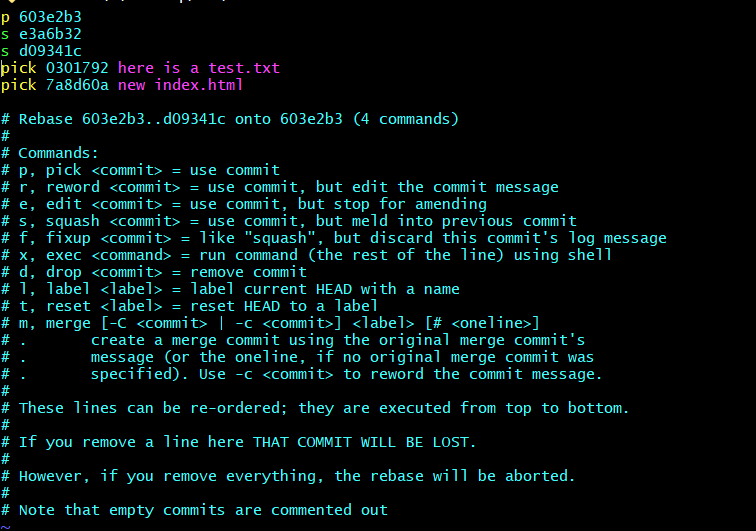 p 603e2b3
s e3a6b32
s d09341c
pick 0301792 here is a test.txt
pick 7a8d60a new index.html

# Rebase 603e2b3..d09341c onto 603e2b3 (4 commands)
#
# Commands:
# p, pick <commit> = use commit
# r, reword <commit> = use commit, but edit the commit message
# e, edit <commit> = use commit, but stop for amending
# s, squash <commit> = use commit, but meld into previous commit
# f, fixup <commit> = like "squash", but discard this commit's log message
# x, exec <command> = run command (the rest of the line) using shell
# d, drop <commit> = remove commit
# l, label <label> = label current HEAD with a name
# t, reset <label> = reset HEAD to a label
# m, merge [-C <commit> | -c <commit>] <label> [# <oneline>]
# .       create a merge commit using the original merge commit's
# .       message (or the oneline, if no original merge commit was
# .       specified). Use -c <commit> to reword the commit message.
#
# These lines can be re-ordered; they are executed from top to bottom.
#
# If you remove a line here THAT COMMIT WILL BE LOST.
#
# However, if you remove everything, the rebase will be aborted.
#
# Note that empty commits are commented out
~